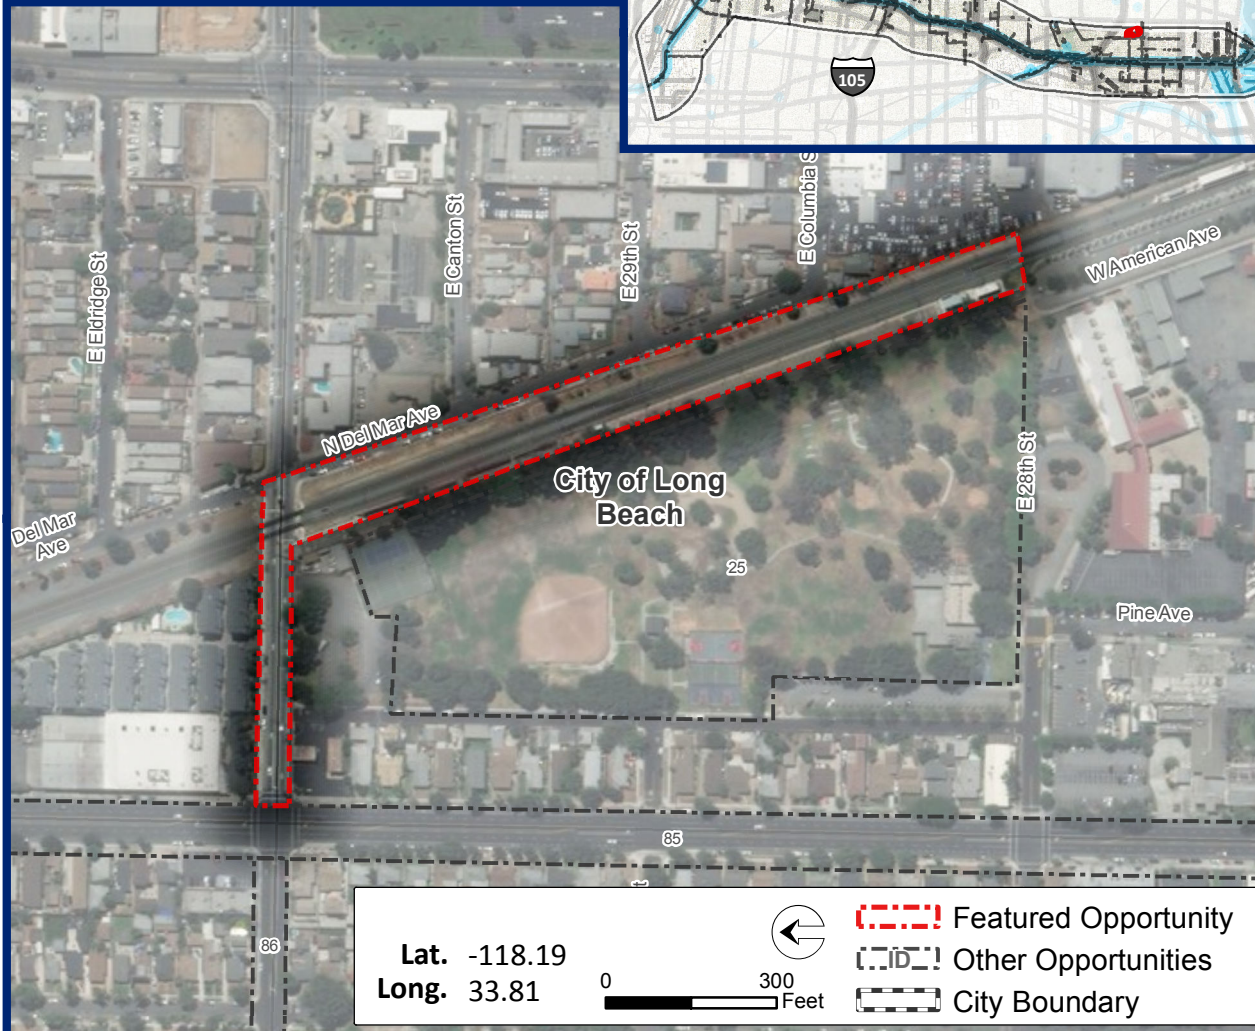 105
E Columbia S
E Canton St
E 29th St
E Eldridge St
W American Ave
N Del Mar Ave
E 28th St
City of Long
Beach
Del Mar
Ave
25
Pine Ave
85
86
Lat. -118.19
Long. 33.81
0 300
Feet
Featured Opportunity
ID Other Opportunities
City Boundary